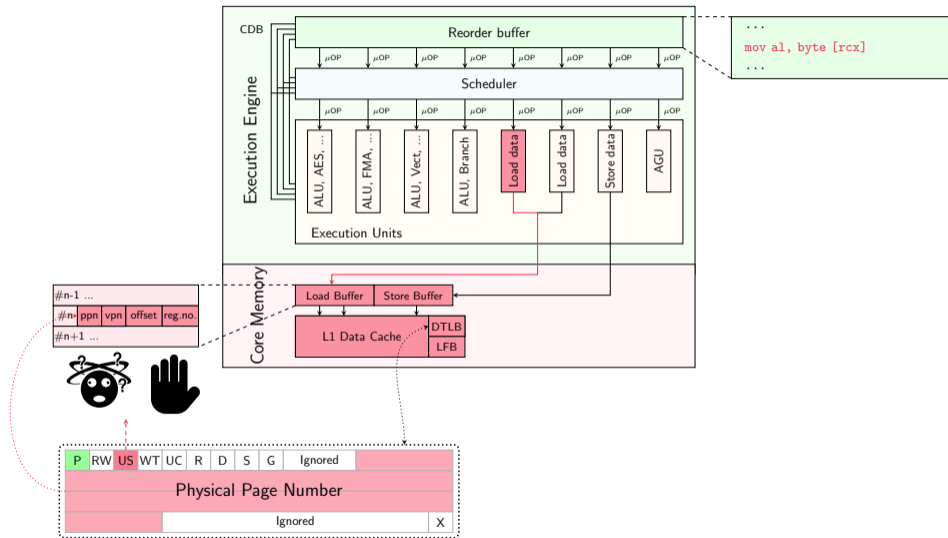 CDB
Reorder buffer
...
mov al, byte [rcx]
...
μOP μOP μOP μOP μOP μOP μOP μOP
Scheduler
μOP μOP μOP μOP μOP μOP μOP μOP
Execution Engine
ALU, AES, ...
ALU, FMA, ...
ALU, Vect, ...
ALU, Branch
Load data
Load data
Store data
AGU
Execution Units
Core Memory
Load Buffer
Store Buffer
L1 Data Cache
DTLB
LFB
#n-1 ...
#n ppn vpn offset reg.no.
#n+1 ...
? ? ?
P RW US WT UC R D S G Ignored
Physical Page Number
Ignored X